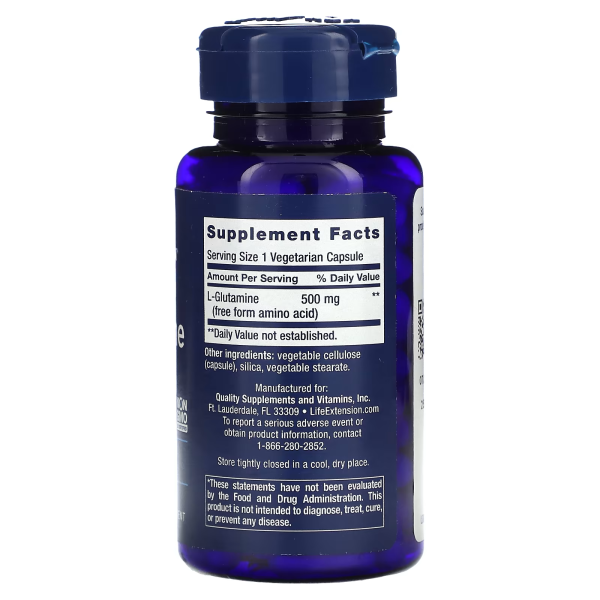 Supplement Facts
Serving Size 1 Vegetarian Capsule
Amount Per Serving % Daily Value
L-Glutamine 500 mg **
(free form amino acid)
**Daily Value not established.
Other ingredients: vegetable cellulose
(capsule), silica, vegetable stearate.
Manufactured for:
Quality Supplements and Vitamins, Inc.
Ft. Lauderdale, FL 33309 • LifeExtension.com
To report a serious adverse event or
obtain product information, contact
1-866-280-2852.
Store tightly closed in a cool, dry place.
*These statements have not been evaluated
by the Food and Drug Administration. This
product is not intended to diagnose, treat, cure,
or prevent any disease.